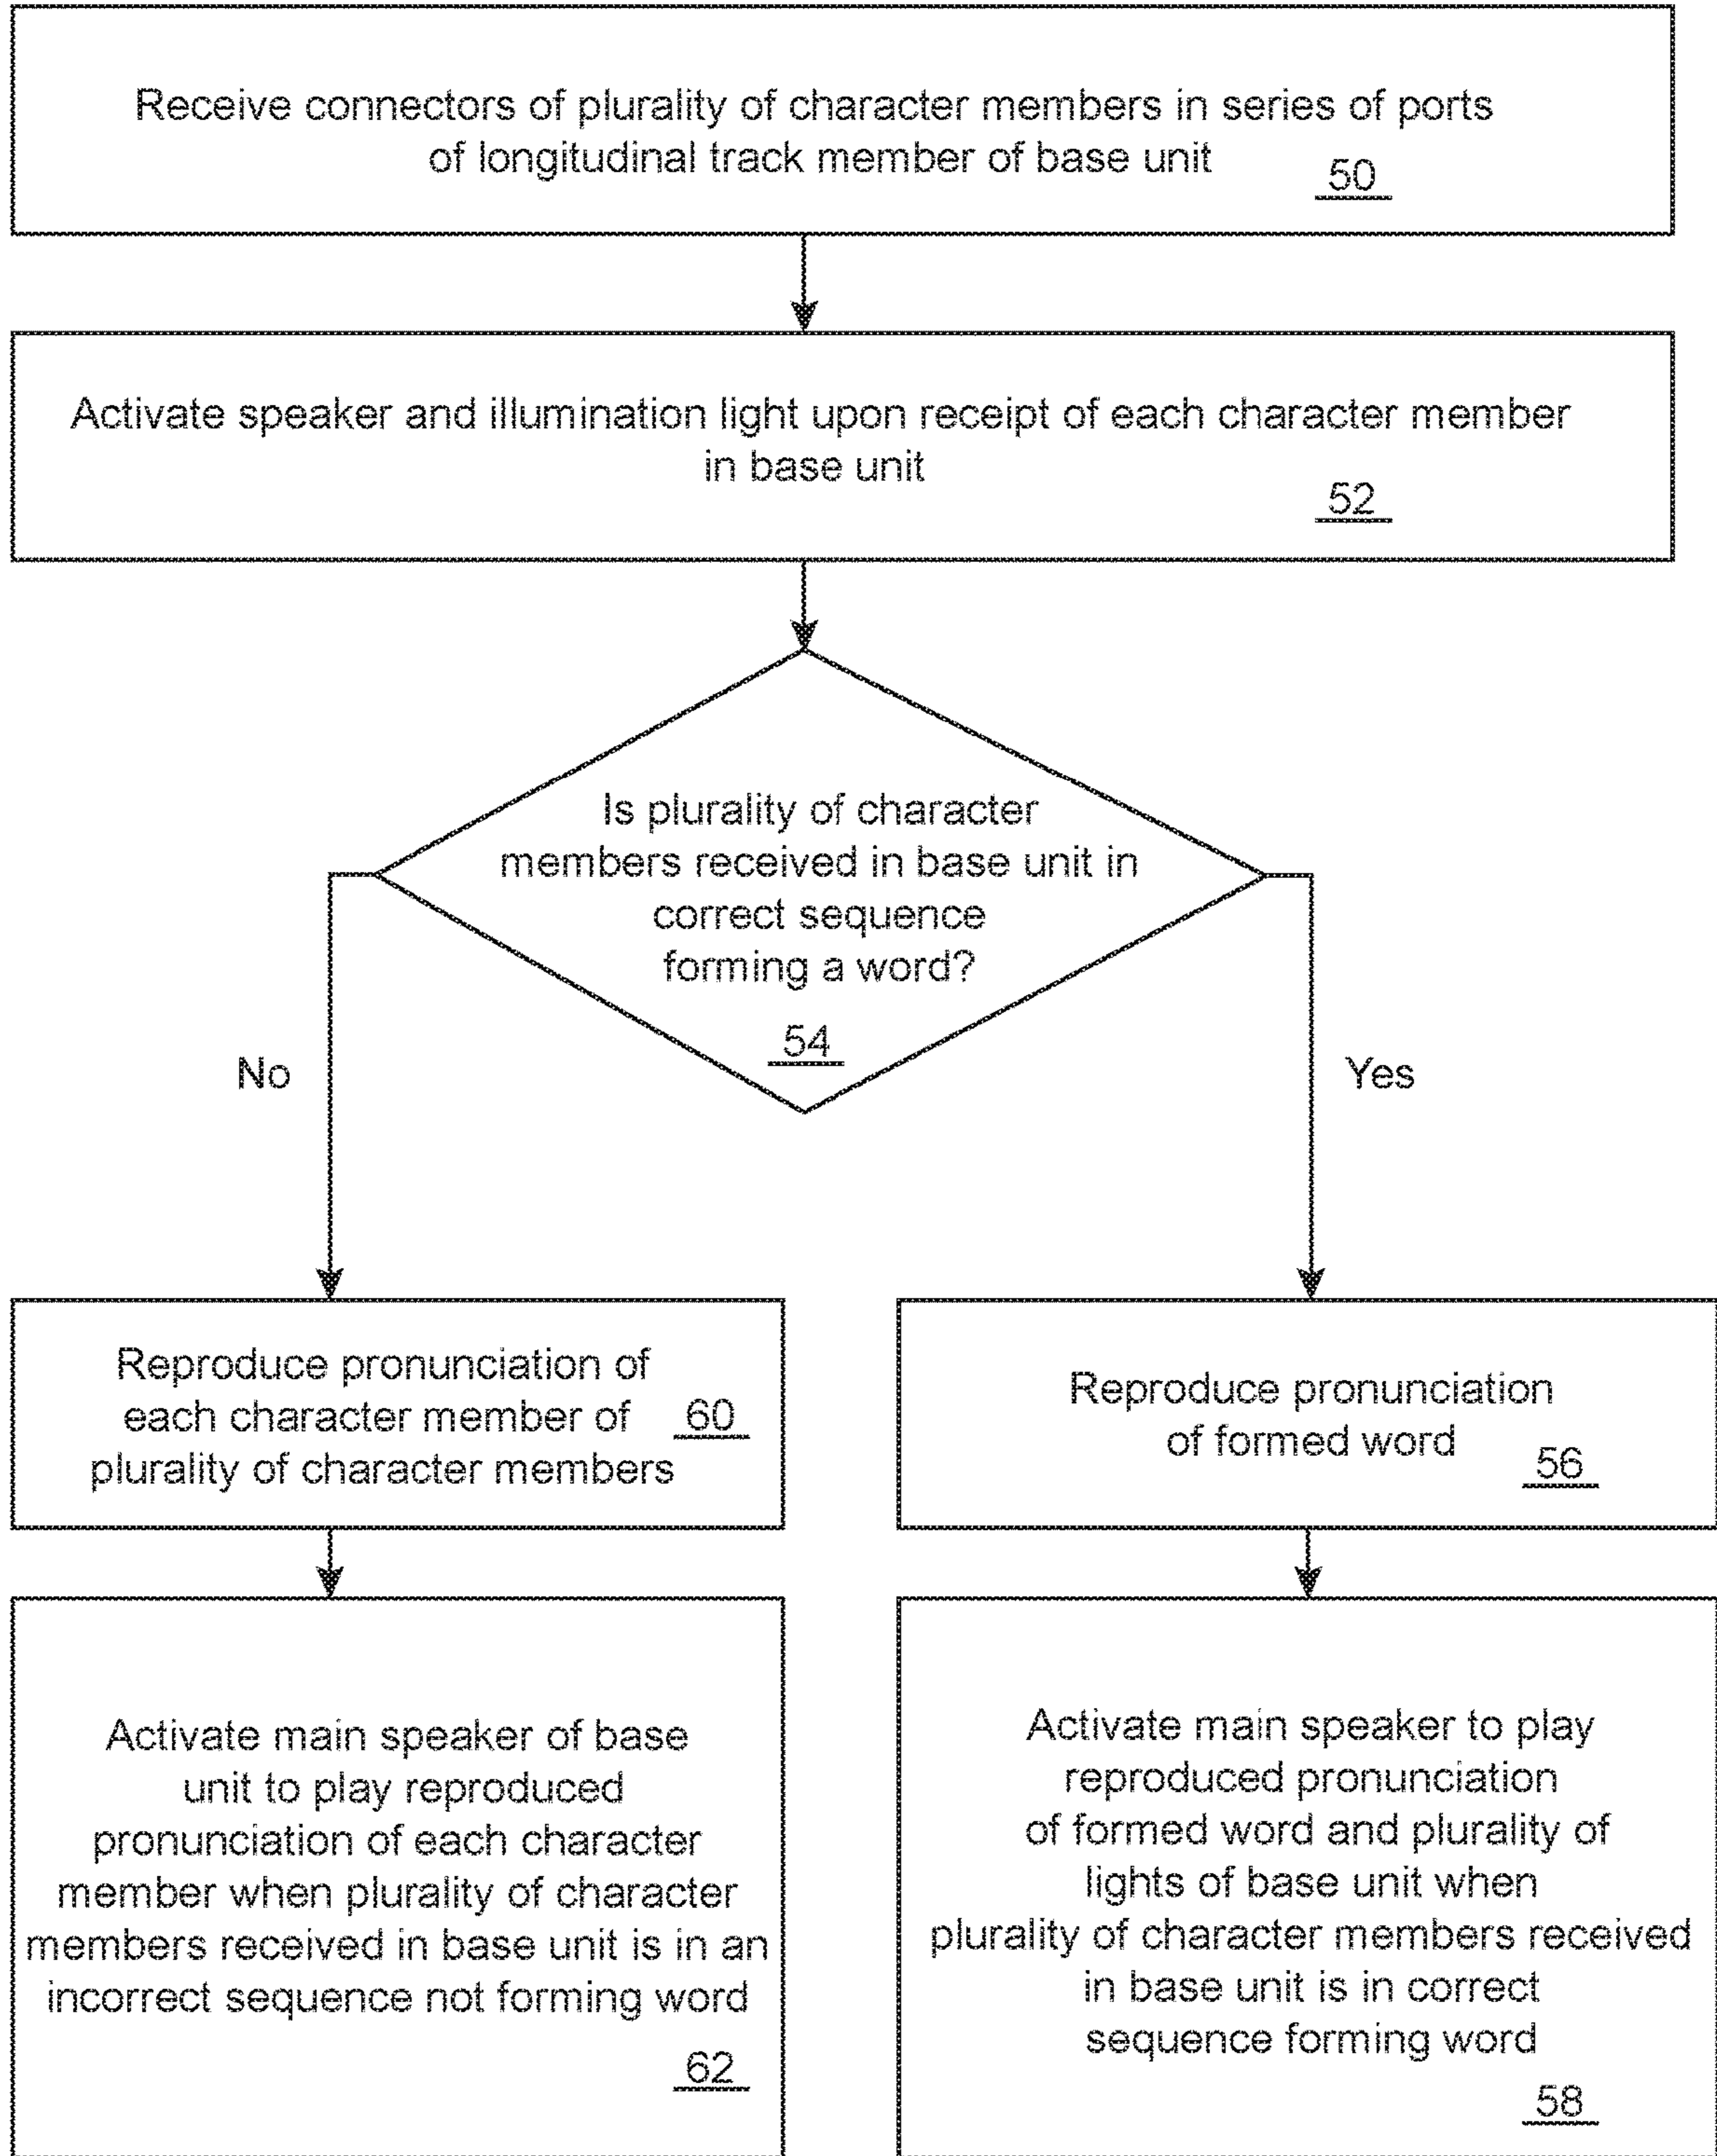 Receive connectors of plurality of character members in series of ports
of longitudinal track member of base unit
50
Activate speaker and illumination light upon receipt of each character member
in base unit
52
Is plurality of character
members received in base unit in
correct sequence
forming a word?
54
No
Yes
Reproduce pronunciation of
each character member of
plurality of character members
60
Reproduce pronunciation
of formed word
56
Activate main speaker of base
unit to play reproduced
pronunciation of each character
member when plurality of character
members received in base unit is in an
incorrect sequence not forming word
62
Activate main speaker to play
reproduced pronunciation
of formed word and plurality of
lights of base unit when
plurality of character members received
in base unit is in correct
sequence forming word
58